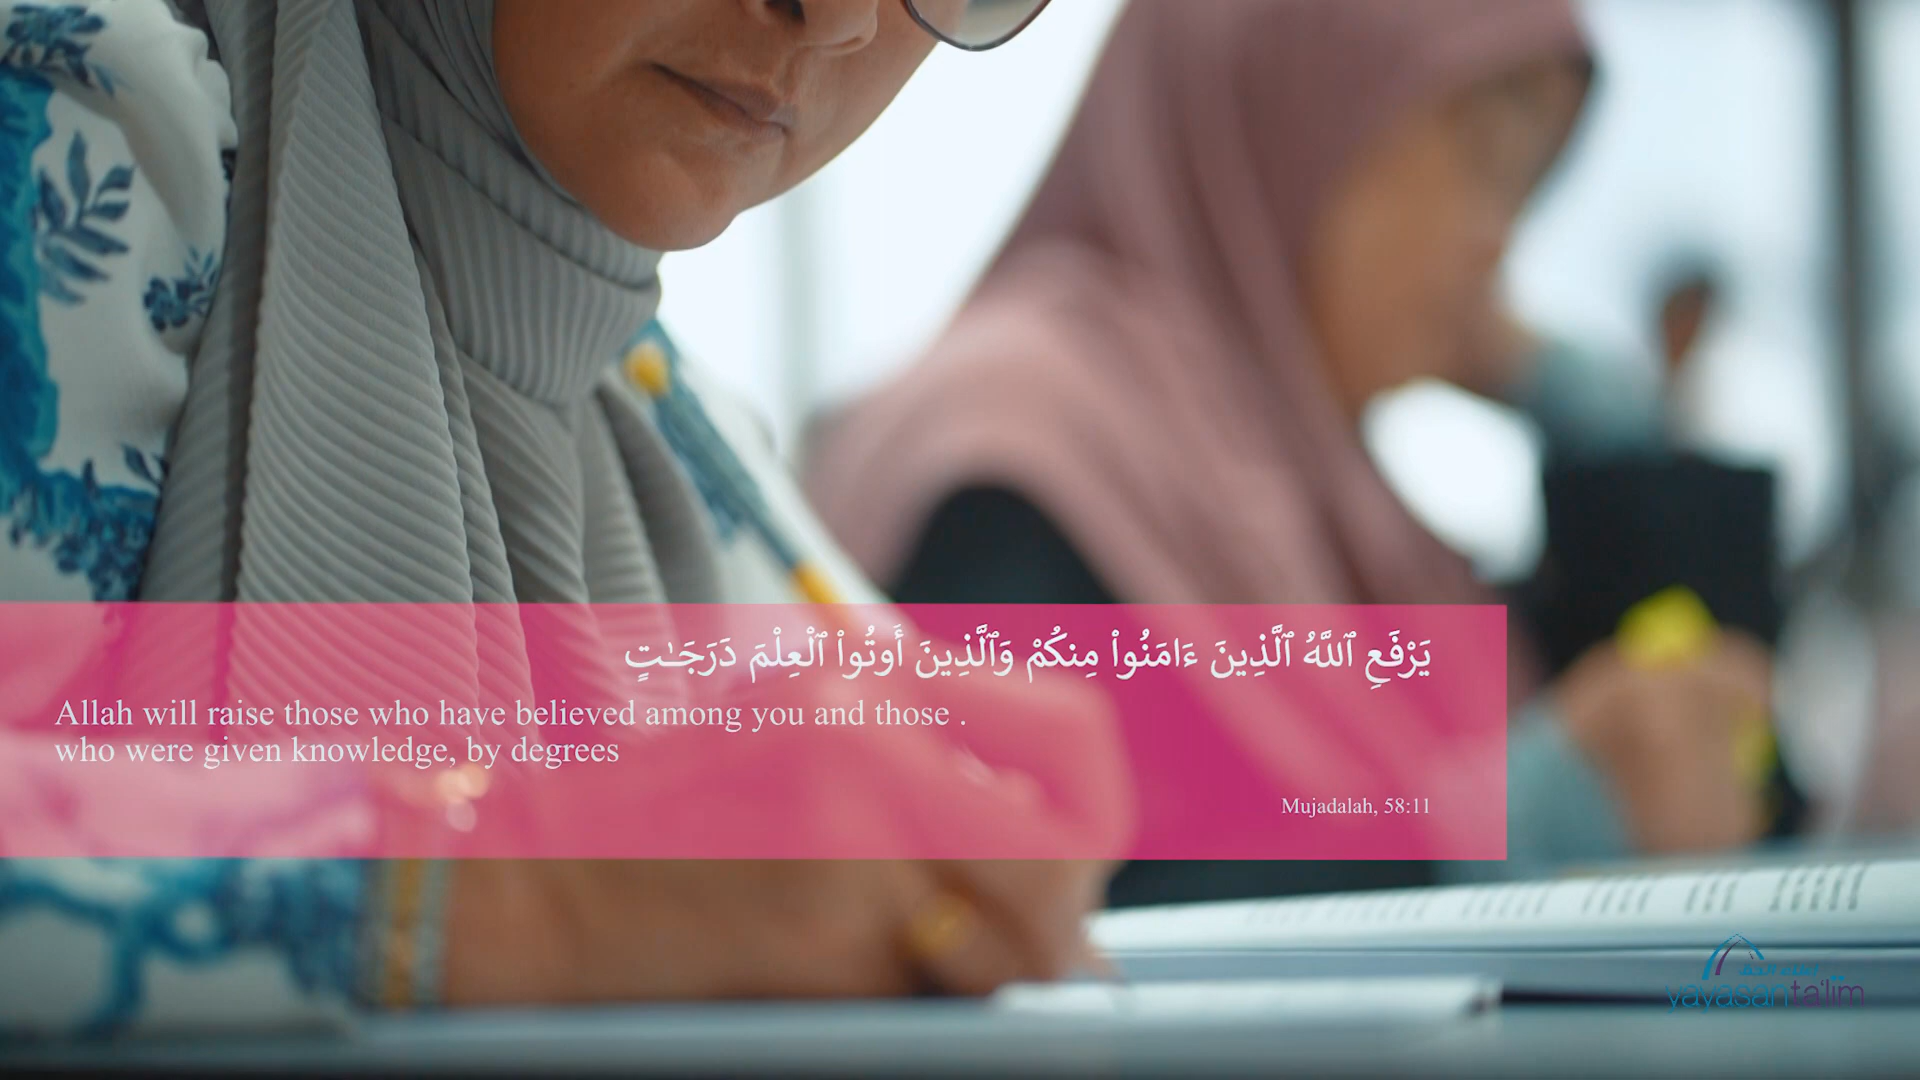 يَرْفَعِ ٱللَّهُ ٱلَّذِينَ ءَامَنُوا۟ مِنكُمْ وَٱلَّذِينَ أُوتُوا۟ ٱلْعِلْمَ دَرَجَـٰتٍ
Allah will raise those who have believed among you and those .
who were given knowledge, by degrees
Mujadalah, 58:11
yayasanta'lim